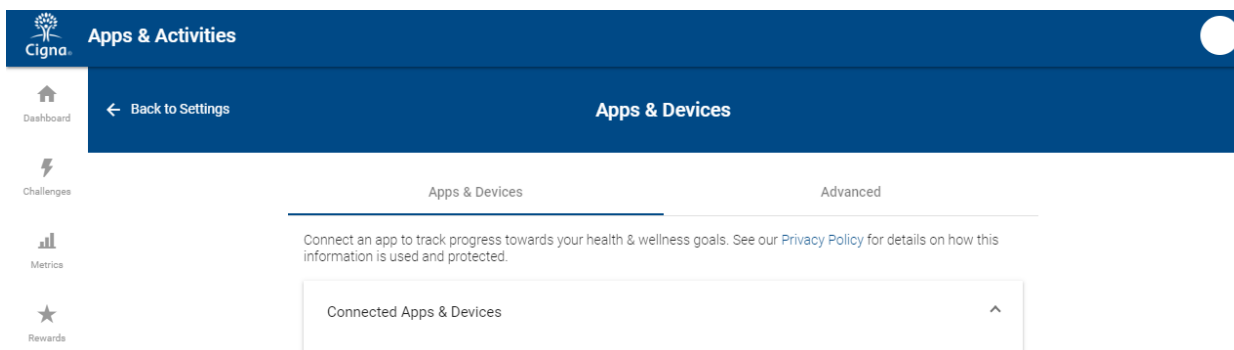 Cigna®
Apps & Activities
Dashboard
← Back to Settings
Apps & Devices
Challenges
Apps & Devices
Advanced
Connect an app to track progress towards your health & wellness goals. See our Privacy Policy for details on how this
information is used and protected.
Metrics
Connected Apps & Devices
Rewards